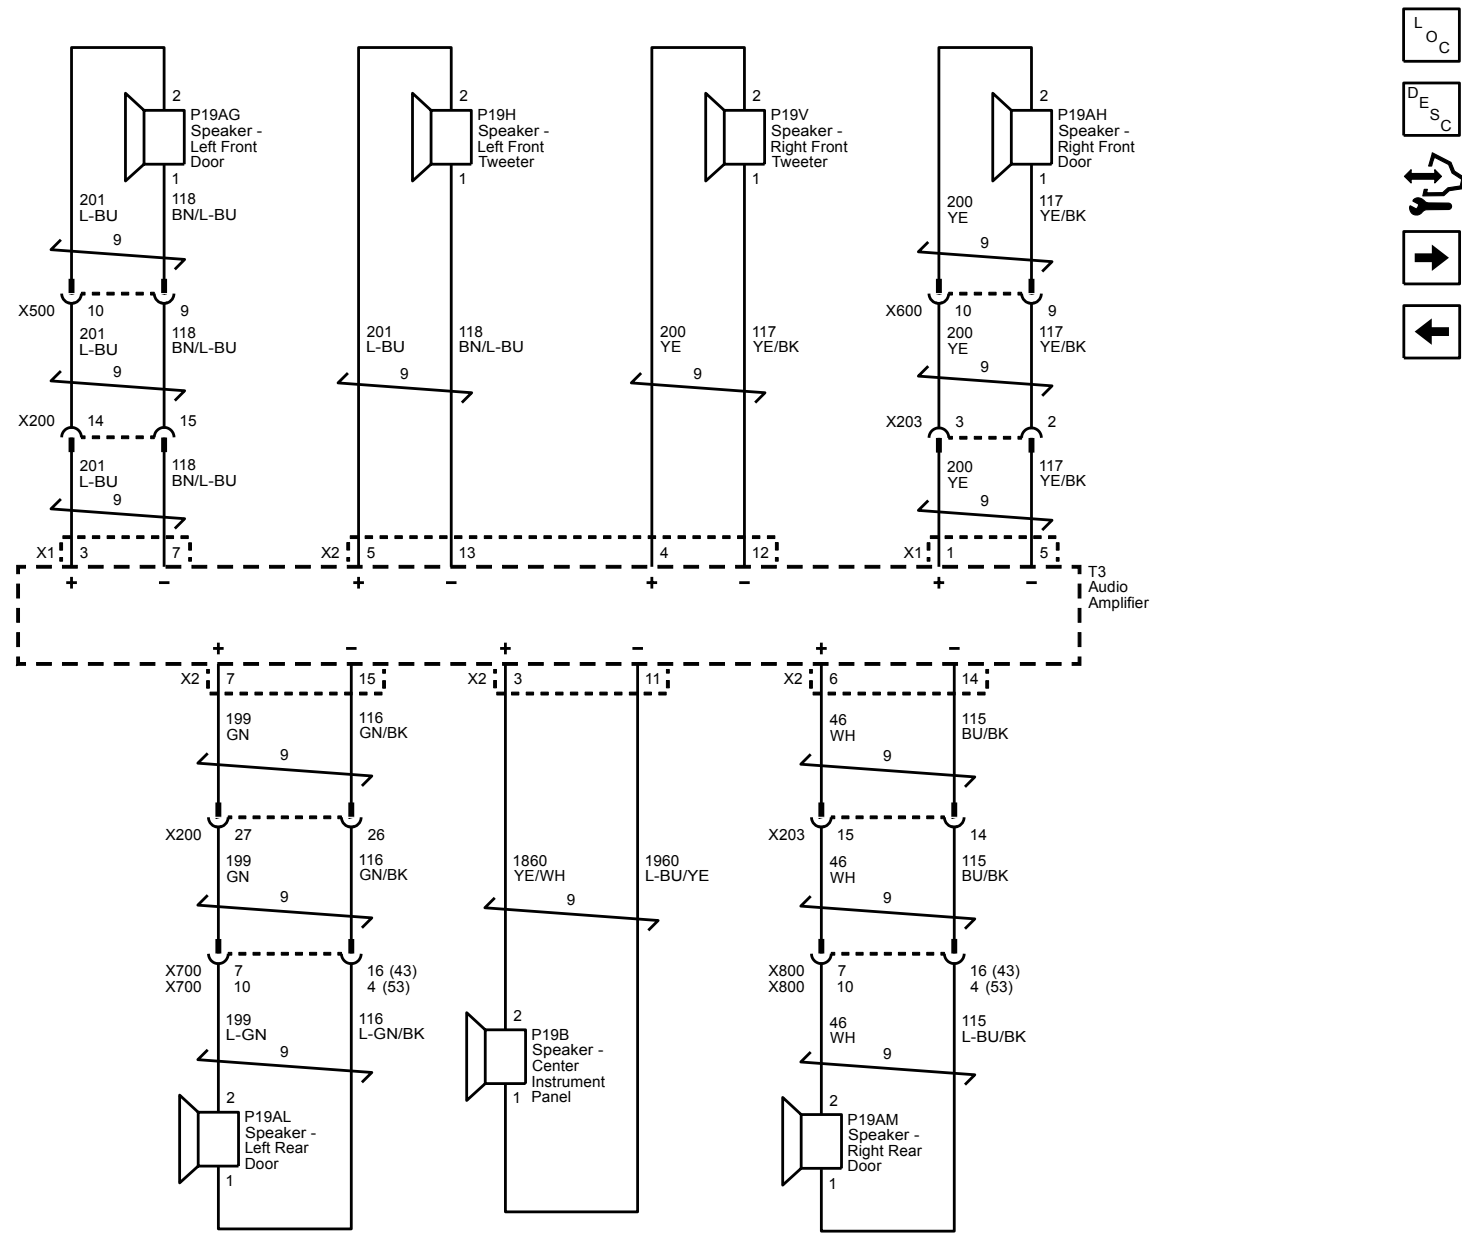 L
O
C
D
E
S
C
2
P19AG
Speaker -
Left Front
Door
1
201
L-BU
118
BN/L-BU
9
X500
10
9
201
L-BU
118
BN/L-BU
9
X200
14
15
201
L-BU
118
BN/L-BU
9
X1
3
7
+
−
2
P19H
Speaker -
Left Front
Tweeter
1
201
L-BU
118
BN/L-BU
9
X2
5
13
+
−
2
P19V
Speaker -
Right Front
Tweeter
1
200
YE
117
YE/BK
9
4
12
+
−
2
P19AH
Speaker -
Right Front
Door
1
200
YE
117
YE/BK
9
X600
10
9
200
YE
117
YE/BK
9
X203
3
2
200
YE
117
YE/BK
9
X1
1
5
+
−
T3
Audio
Amplifier
+
−
X2
7
15
199
GN
116
GN/BK
9
X200
27
26
199
GN
116
GN/BK
9
X700
7
16 (43)
X700
10
4 (53)
199
L-GN
116
L-GN/BK
9
2
P19AL
Speaker -
Left Rear
Door
1
+
−
X2
3
11
1860
YE/WH
1960
L-BU/YE
9
2
P19B
Speaker -
Center
Instrument
Panel
1
+
−
X2
6
14
46
WH
115
BU/BK
9
X203
15
14
46
WH
115
BU/BK
9
X800
7
16 (43)
X800
10
4 (53)
46
WH
115
L-BU/BK
9
2
P19AM
Speaker -
Right Rear
Door
1